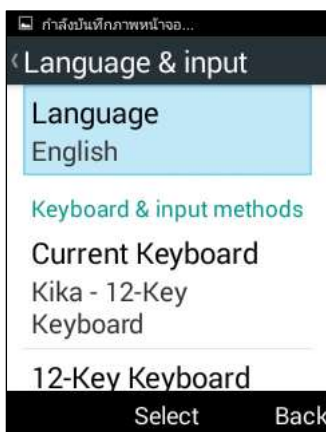 กำลังบันทึกภาพหน้าจอ...
Language & input
Language
English
Keyboard & input methods
Current Keyboard
Kika - 12-Key
Keyboard
12-Key Keyboard
Select Back